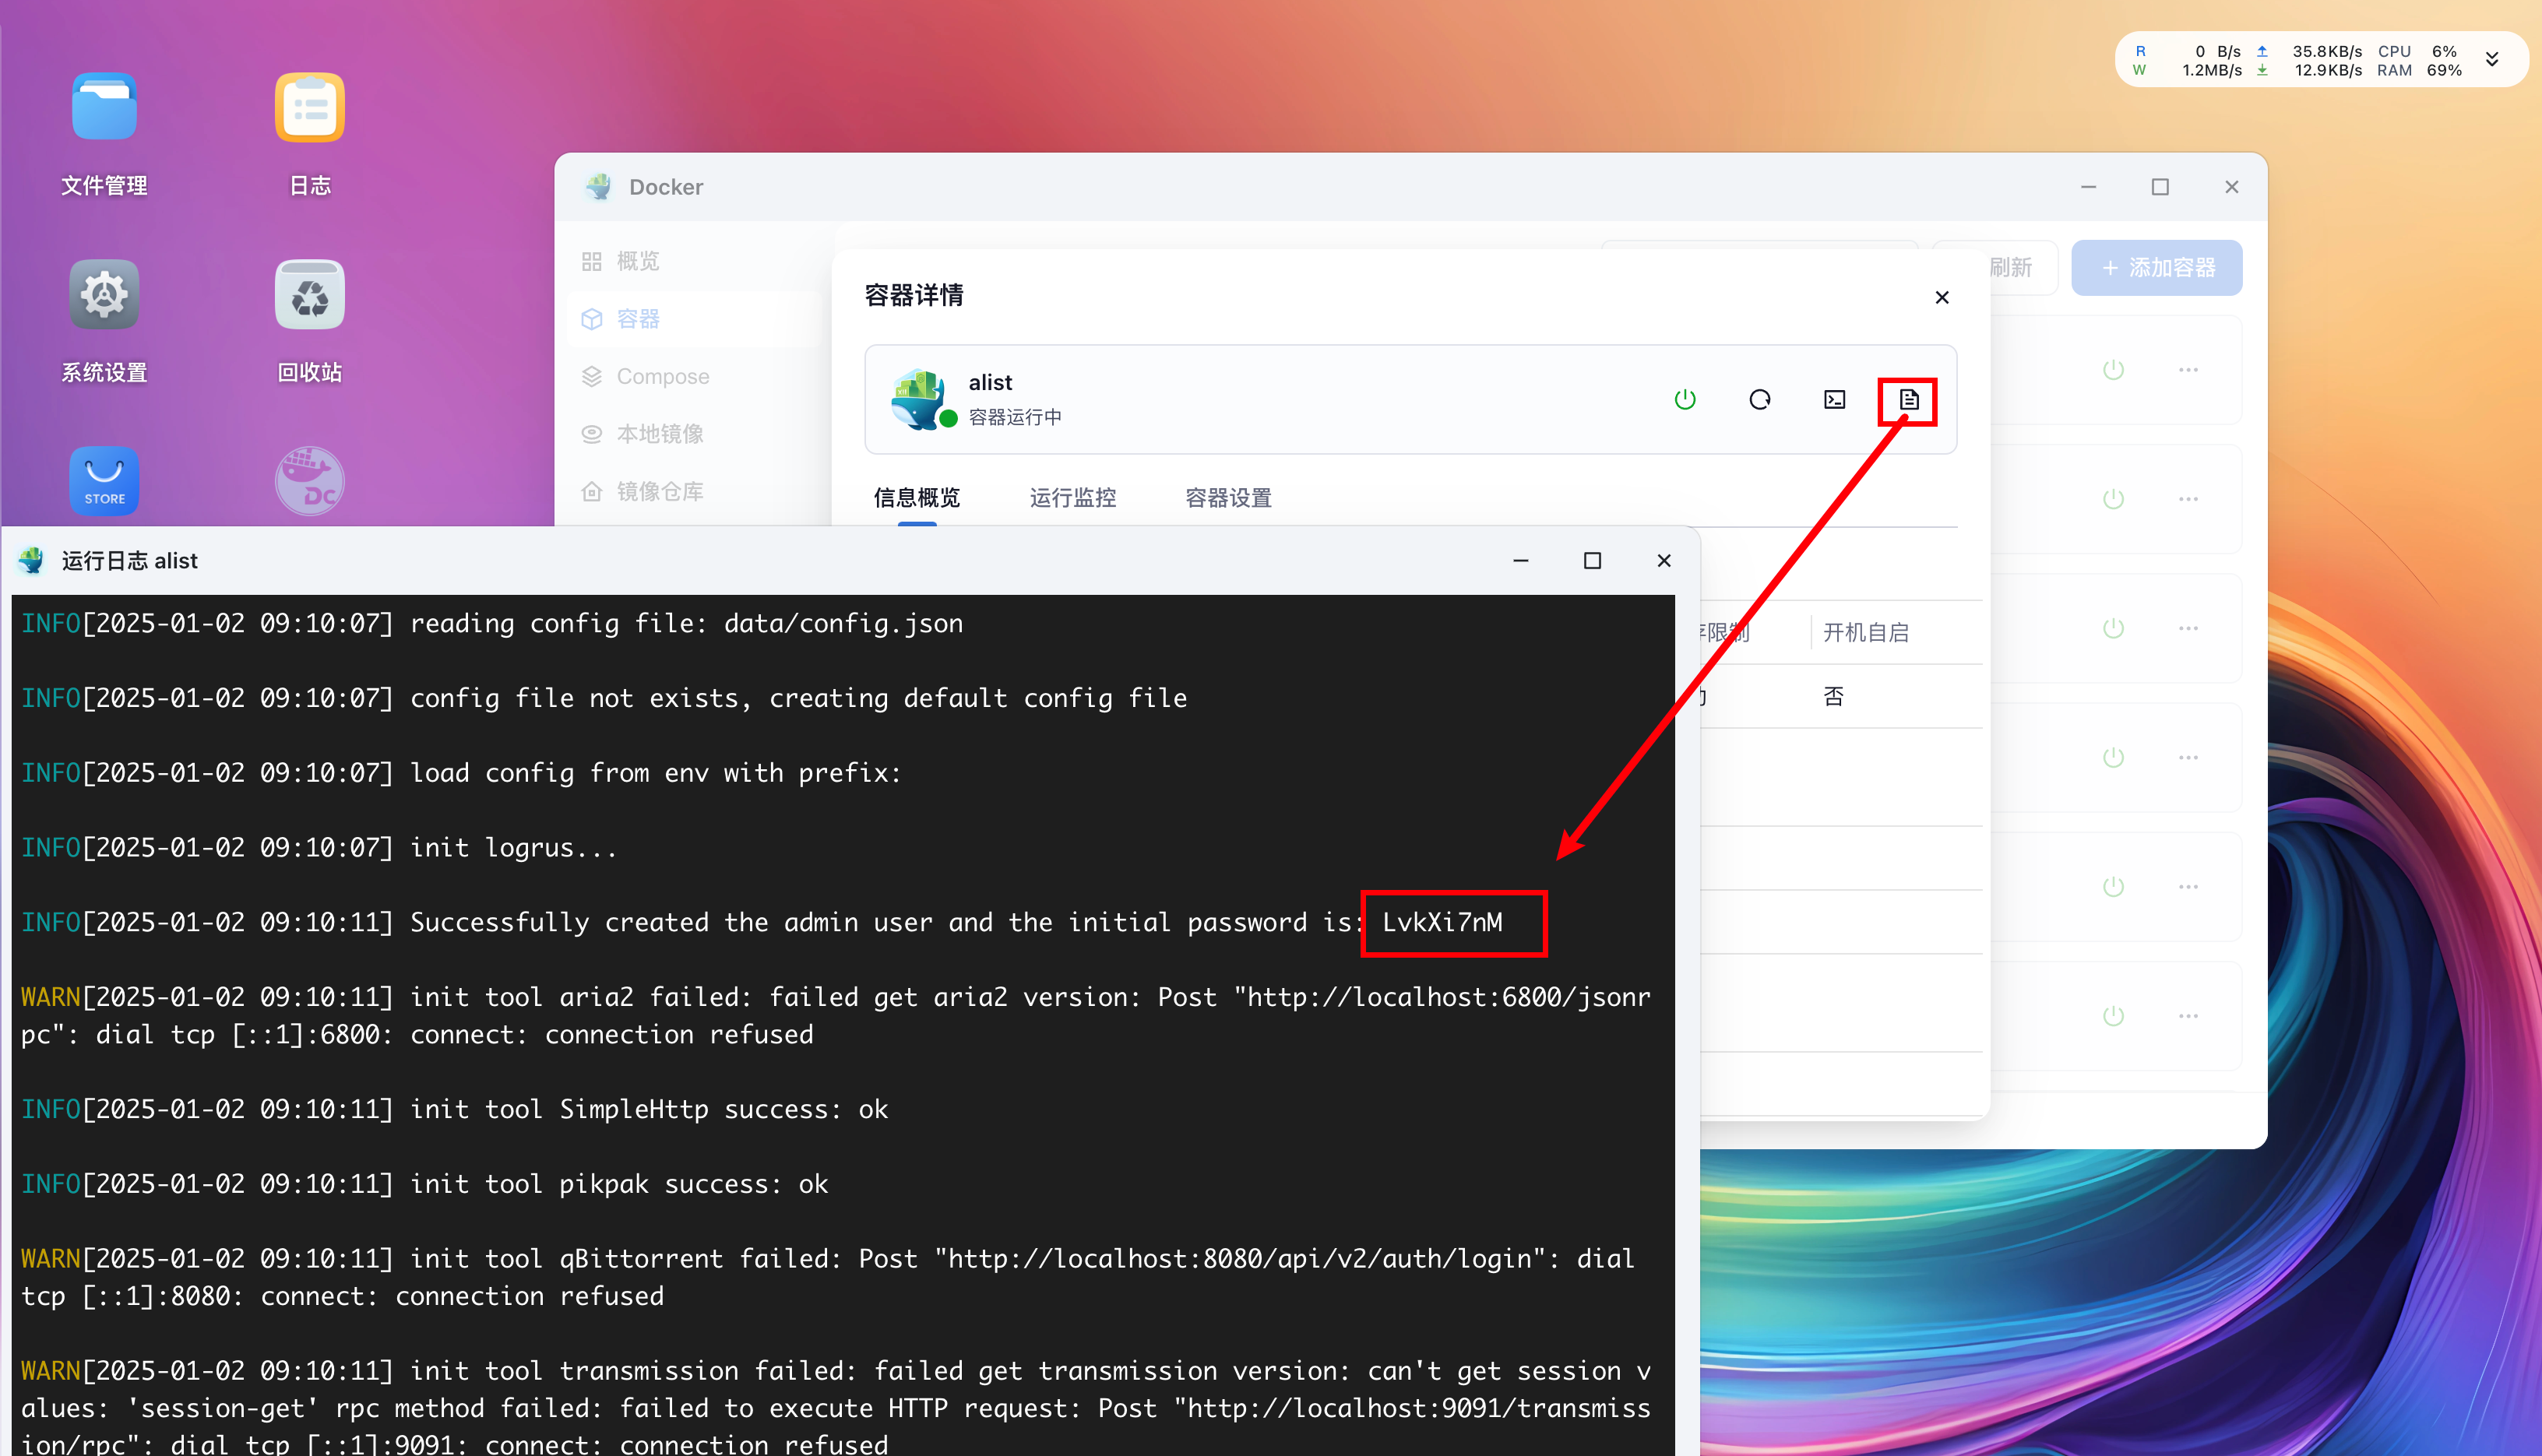 R 0 B/s 35.8KB/s CPU 6%
W 1.2MB/s 12.9KB/s RAM 69%
文件管理
日志
系统设置
回收站
STORE
DC
Docker
概览
容器
Compose
本地镜像
镜像仓库
刷新
添加容器
容器详情
alist
容器运行中
信息概览
运行监控
容器设置
限制
开机自启
否
运行日志 alist
INFO[2025-01-02 09:10:07] reading config file: data/config.json
INFO[2025-01-02 09:10:07] config file not exists, creating default config file
INFO[2025-01-02 09:10:07] load config from env with prefix:
INFO[2025-01-02 09:10:07] init logrus...
INFO[2025-01-02 09:10:11] Successfully created the admin user and the initial password is: LvkXi7nM
WARN[2025-01-02 09:10:11] init tool aria2 failed: failed get aria2 version: Post "http://localhost:6800/jsonr
pc": dial tcp [::1]:6800: connect: connection refused
INFO[2025-01-02 09:10:11] init tool SimpleHttp success: ok
INFO[2025-01-02 09:10:11] init tool pikpak success: ok
WARN[2025-01-02 09:10:11] init tool qBittorrent failed: Post "http://localhost:8080/api/v2/auth/login": dial
tcp [::1]:8080: connect: connection refused
WARN[2025-01-02 09:10:11] init tool transmission failed: failed get transmission version: can't get session v
alues: 'session-get' rpc method failed: failed to execute HTTP request: Post "http://localhost:9091/transmiss
ion/rpc": dial tcp [::1]:9091: connect: connection refused